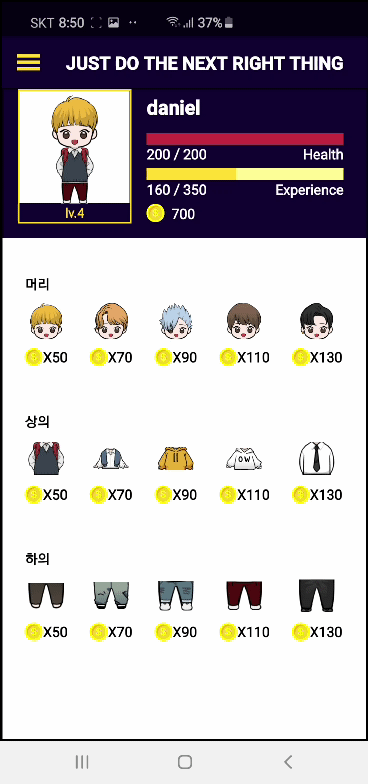 SKT 8:50 37%
JUST DO THE NEXT RIGHT THING
daniel
200 / 200 Health
160 / 350 Experience
lv.4
700
머리
X50 X70 X90 X110 X130
상의
OW
X50 X70 X90 X110 X130
하의
X50 X70 X90 X110 X130